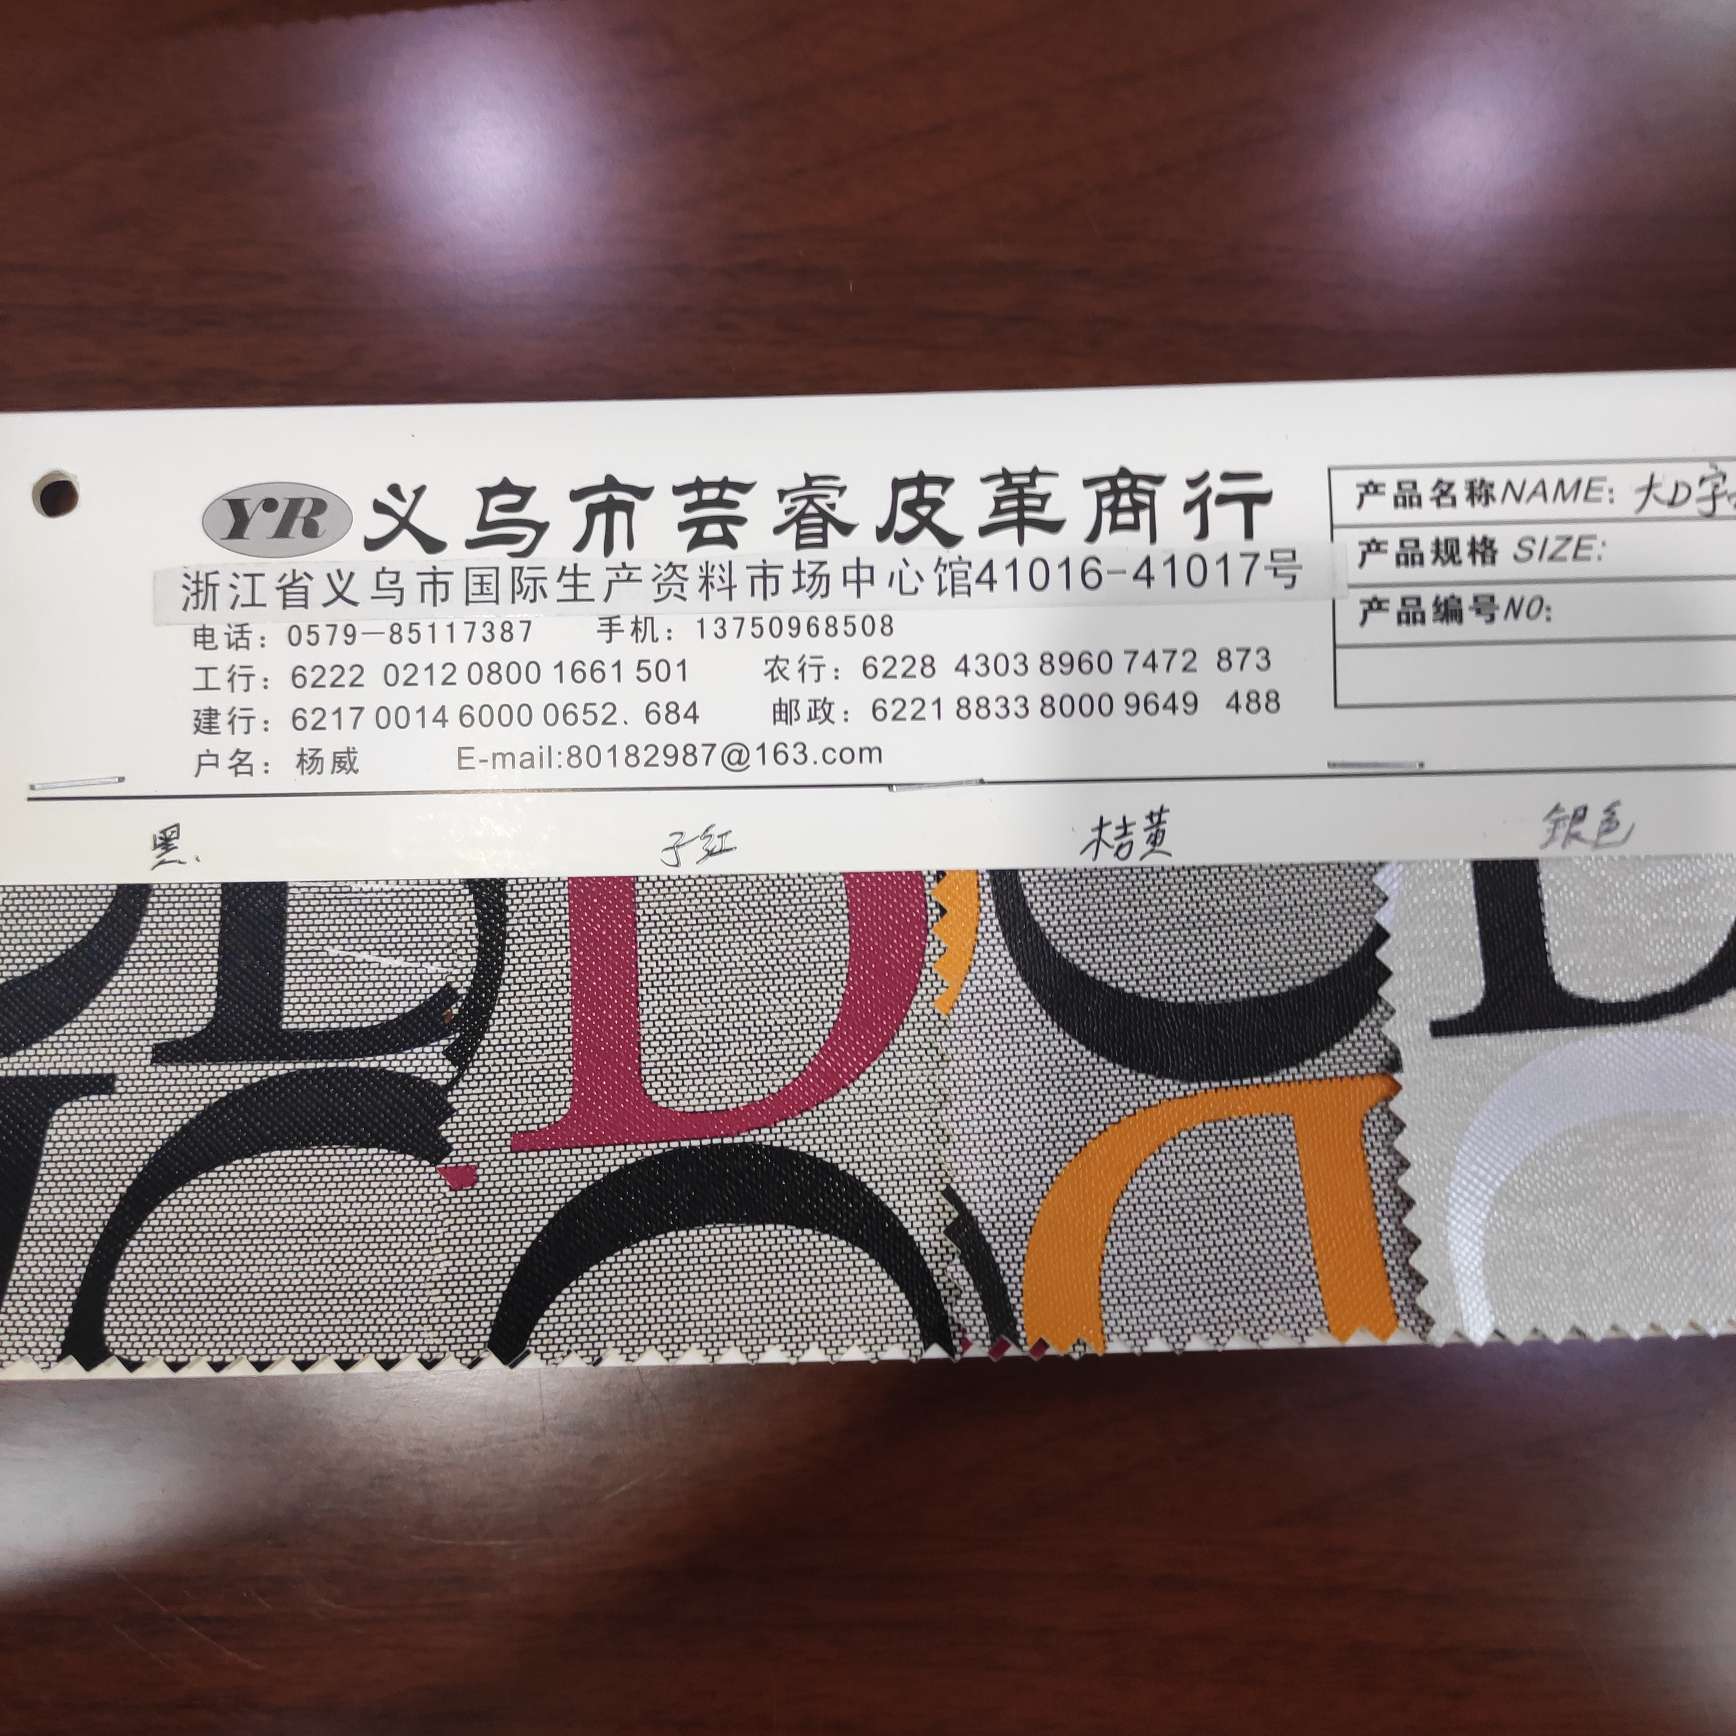 YR 义乌市芸睿皮革商行
浙江省义乌市国际生产资料市场中心馆41016-41017号
电话：0579-85117387 手机：13750968508
工行：6222 0212 0800 1661 501 农行：6228 4303 8960 7472 873
建行：6217 0014 6000 0652. 684 邮政：6221 8833 8000 9649 488
户名：杨威 E-mail:80182987@163.com
产品名称NAME: 大D字
产品规格 SIZE:
产品编号NO:
黑. 子红 桔黄 银色